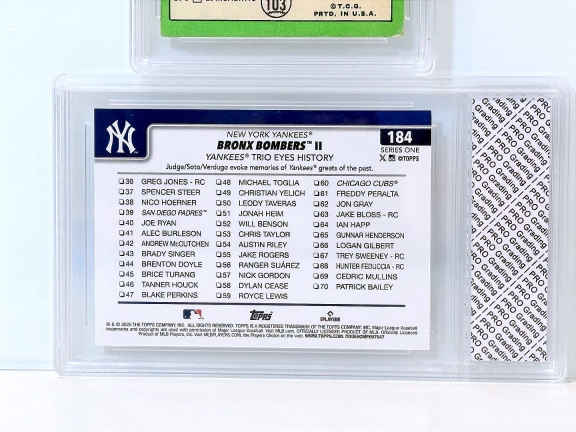 103
© T.C.G.
PRTD. IN U.S.A.
NEW YORK YANKEES®
BRONX BOMBERS™ II
YANKEES® TRIO EYES HISTORY
Judge/Soto/Verdugo evoke memories of Yankees® greats of the past.
184
SERIES ONE
@TOPPS
36 GREG JONES - RC
37 SPENCER STEER
38 NICO HOERNER
39 SAN DIEGO PADRES™
40 JOE RYAN
41 ALEC BURLESON
42 ANDREW McCUTCHEN
43 BRADY SINGER
44 BRENTON DOYLE
45 BRICE TURANG
46 TANNER HOUCK
47 BLAKE PERKINS
48 MICHAEL TOGLIA
49 CHRISTIAN YELICH
50 LEODY TAVERAS
51 JONAH HEIM
52 WILL BENSON
53 CHRIS TAYLOR
54 AUSTIN RILEY
55 JAKE ROGERS
56 RANGER SUÁREZ
57 NICK GORDON
58 DYLAN CEASE
59 ROYCE LEWIS
60 CHICAGO CUBS®
61 FREDDY PERALTA
62 JON GRAY
63 JAKE BLOSS - RC
64 IAN HAPP
65 GUNNAR HENDERSON
66 LOGAN GILBERT
67 TREY SWEENEY - RC
68 HUNTER FEDUCCIA - RC
69 CEDRIC MULLINS
70 PATRICK BAILEY
TOPPS
PLAYERS
PRO Grading